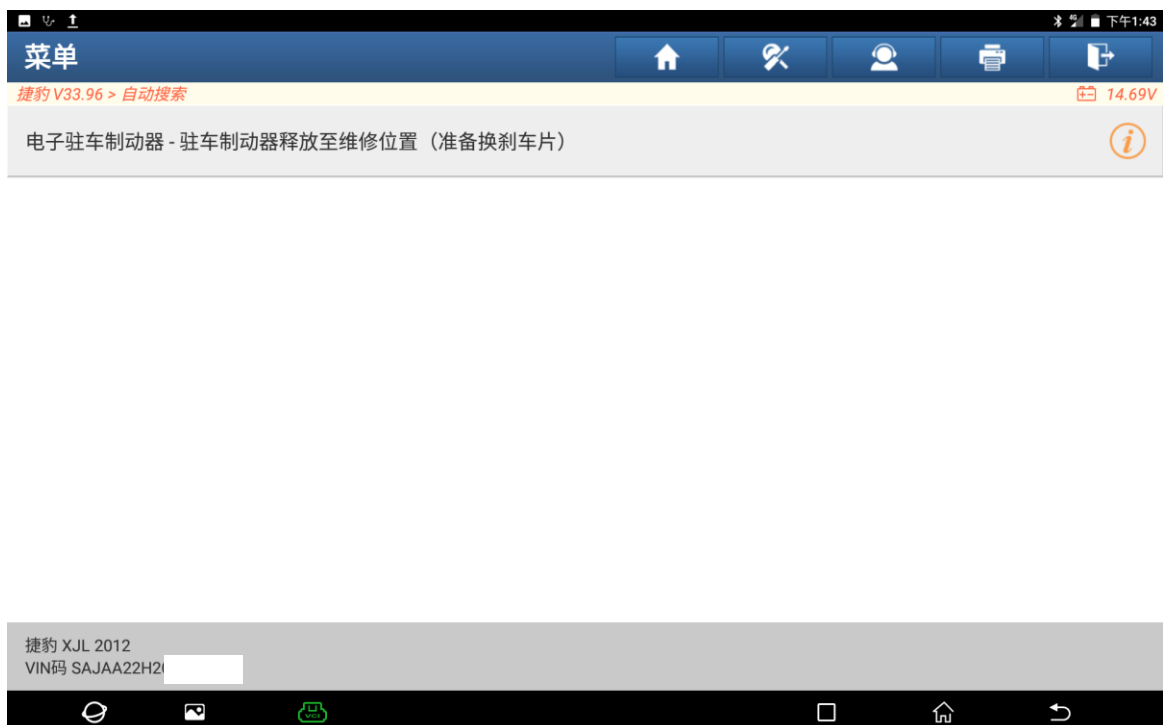 下午1:43
菜单
捷豹 V33.96 > 自动搜索
14.69V
电子驻车制动器 - 驻车制动器释放至维修位置（准备换刹车片）
捷豹 XJL 2012
VIN码 SAJAA22H2
VCI